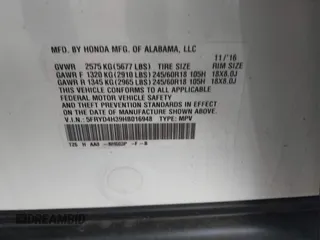 MFD. BY HONDA MFG. OF ALABAMA, LLC
11/16
GVWR 2575 KG(5677 LBS) RIM SIZE
GAWR F 1320 KG(2910 LBS)245/60R18 105H 18X8.0J
GAWR R 1345 KG(2965 LBS)245/60R18 105H 18X8.0J
THIS VEHICLE CONFORMS TO ALL APPLICABLE
FEDERAL MOTOR VEHICLE SAFETY AND
THEFT PREVENTION STANDARDS IN EFFECT ON
THE DATE OF MANUFACTURE SHOWN ABOVE.
V.I.N.: 5FRYD4H39HB016948 TYPE: MPV
DREAMBID